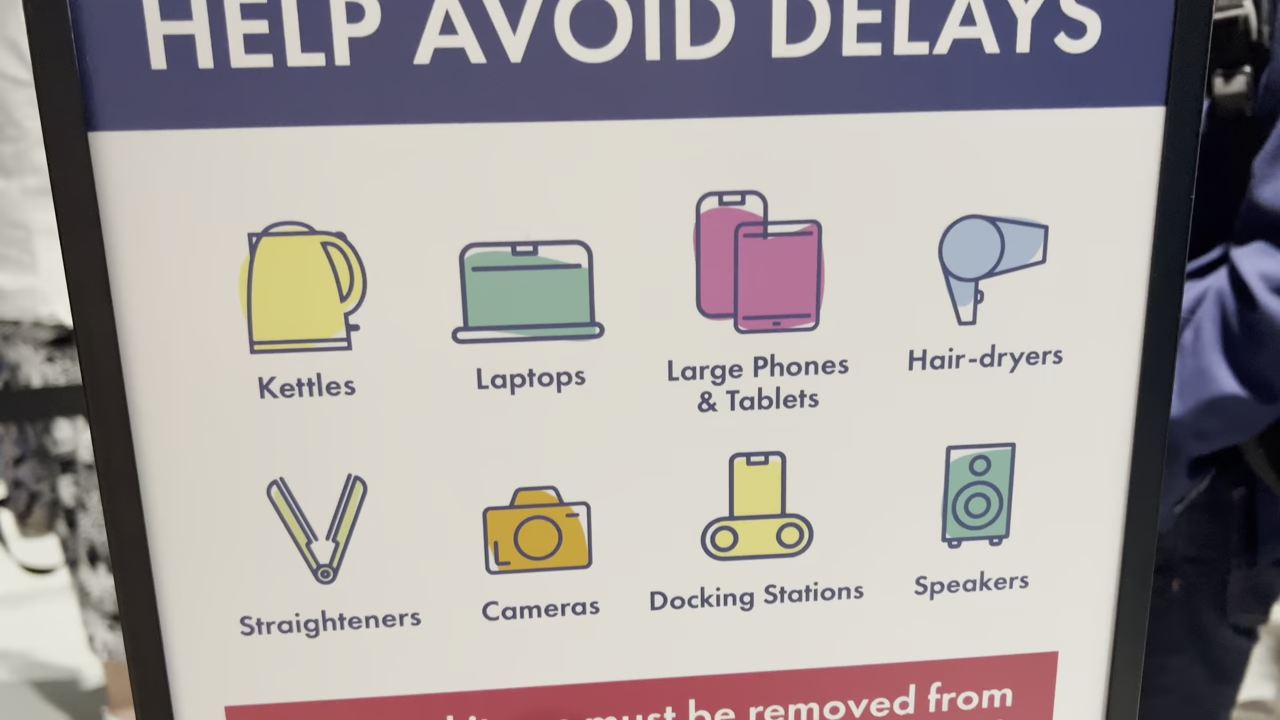 HELP AVOID DELAYS
Kettles
Laptops
Large Phones
& Tablets
Hair-dryers
Straighteners
Cameras
Docking Stations
Speakers
must be removed from